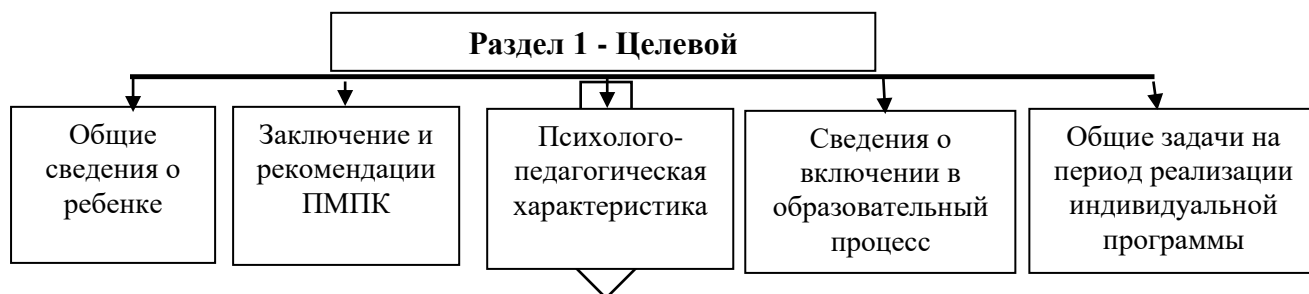 Раздел 1 - Целевой
Общие
сведения о
ребенке
Заключение и
рекомендации
ПМПК
Психолого-
педагогическая
характеристика
Сведения о
включении в
образовательный
процесс
Общие задачи на
период реализации
индивидуальной
программы